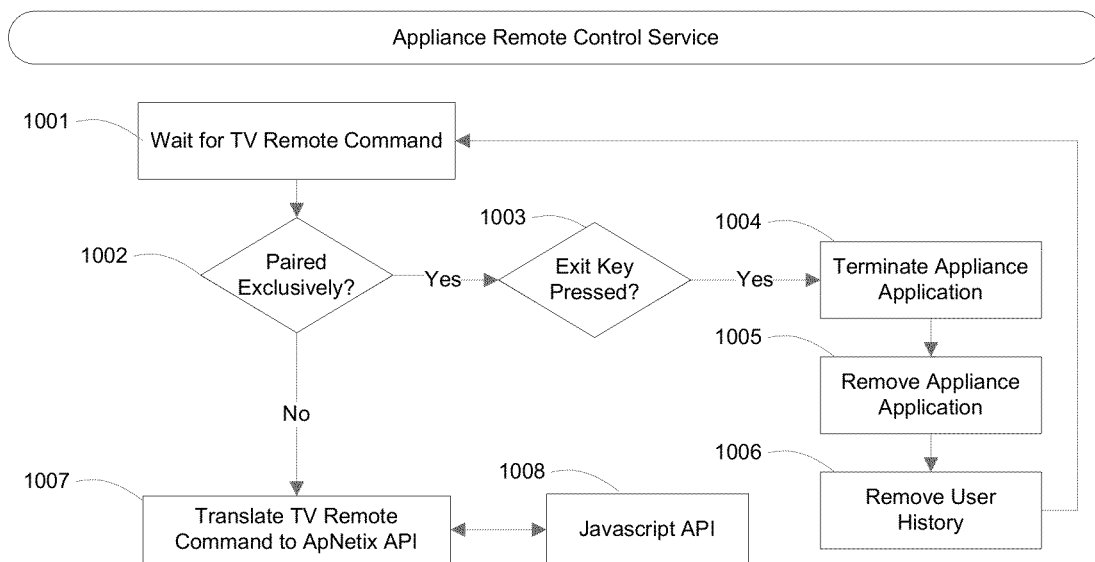 Appliance Remote Control Service
1001
Wait for TV Remote Command
1002
Paired
Exclusively?
Yes
1003
Exit Key
Pressed?
Yes
1004
Terminate Appliance
Application
1005
Remove Appliance
Application
1006
Remove User
History
No
1007
Translate TV Remote
Command to ApNetix API
1008
Javascript API